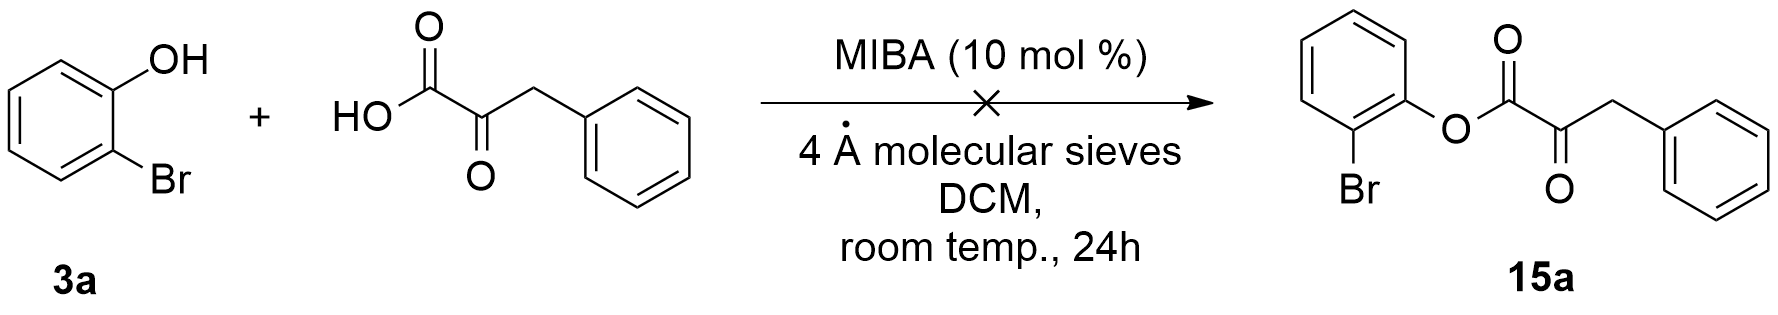 OH
Br
3a
+
O
HO
O
MIBA (10 mol %)
4 Å molecular sieves
DCM,
room temp., 24h
O
O
O
Br
15a